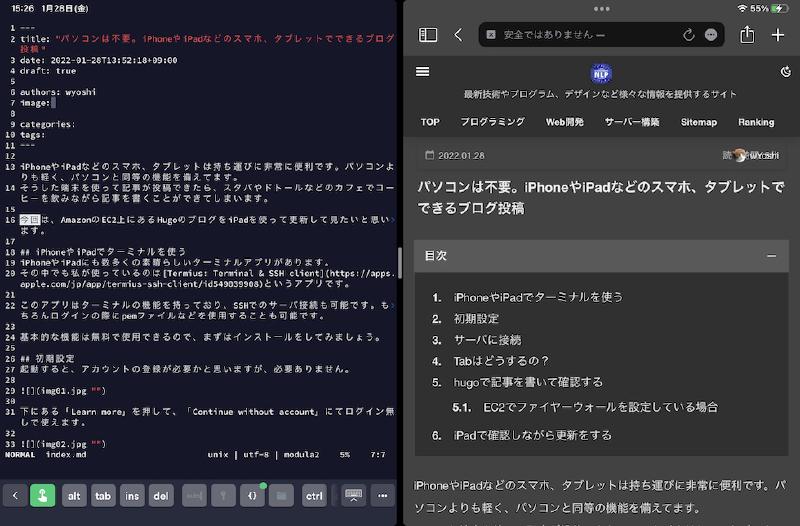 15:26 1月28日(金)
55%
1 ---
2 title: "パソコンは不要。iPhoneやiPadなどのスマホ、タブレットでできるブログ
投稿"
3 date: 2022-01-28T13:52:18+09:00
4 draft: true
5
6 authors: wyoshi
7 image:
8
9 categories:
10 tags:
11 ---
12
13 iPhoneやiPadなどのスマホ、タブレットは持ち運びに非常に便利です。パソコンよ
りも軽く、パソコンと同等の機能を備えてます。
14 そうした端末を使って記事が投稿できたら、スタバやドトールなどのカフェでコー
ヒーを飲みながら記事を書くことができてしまいます。
15
16 今回は、AmazonのEC2上にあるHugoのブログをiPadを使って更新して見たいと思い
ます。
17
18 ## iPhoneやiPadでターミナルを使う
19 iPhoneやiPadにも数多くの素晴らしいターミナルアプリがあります。
20 その中でも私が使っているのは[Termius: Terminal & SSH client](https://apps.
apple.com/jp/app/termius-ssh-client/id549039908)というアプリです。
21
22 このアプリはターミナルの機能を持っており、SSHでのサーバ接続も可能です。も
ちろんログインの際にpemファイルなどを使用することも可能です。
23
24 基本的な機能は無料で使用できるので、まずはインストールをしてみましょう。
25
26 ## 初期設定
27 起動すると、アカウントの登録が必要かと思いますが、必要ありません。
28
29 ![](img01.jpg "")
30
31 下にある「Learn more」を押して、「Continue without account」にてログイン無
しで使えます。
32
33 ![](img02.jpg "")
NORMAL index.md unix | utf-8 | modula2 5% 7:7
alt tab ins del {} ctrl
安全ではありません —
NLP
最新技術やプログラム、デザインなど様々な情報を提供するサイト
TOP プログラミング Web開発 サーバー構築 Sitemap Ranking
2022.01.28
パソコンは不要。iPhoneやiPadなどのスマホ、タブレットで
できるブログ投稿
目次
1. iPhoneやiPadでターミナルを使う
2. 初期設定
3. サーバに接続
4. Tabはどうするの？
5. hugoで記事を書いて確認する
5.1. EC2でファイヤーウォールを設定している場合
6. iPadで確認しながら更新をする
iPhoneやiPadなどのスマホ、タブレットは持ち運びに非常に便利です。パ
ソコンよりも軽く、パソコンと同等の機能を備えてます。